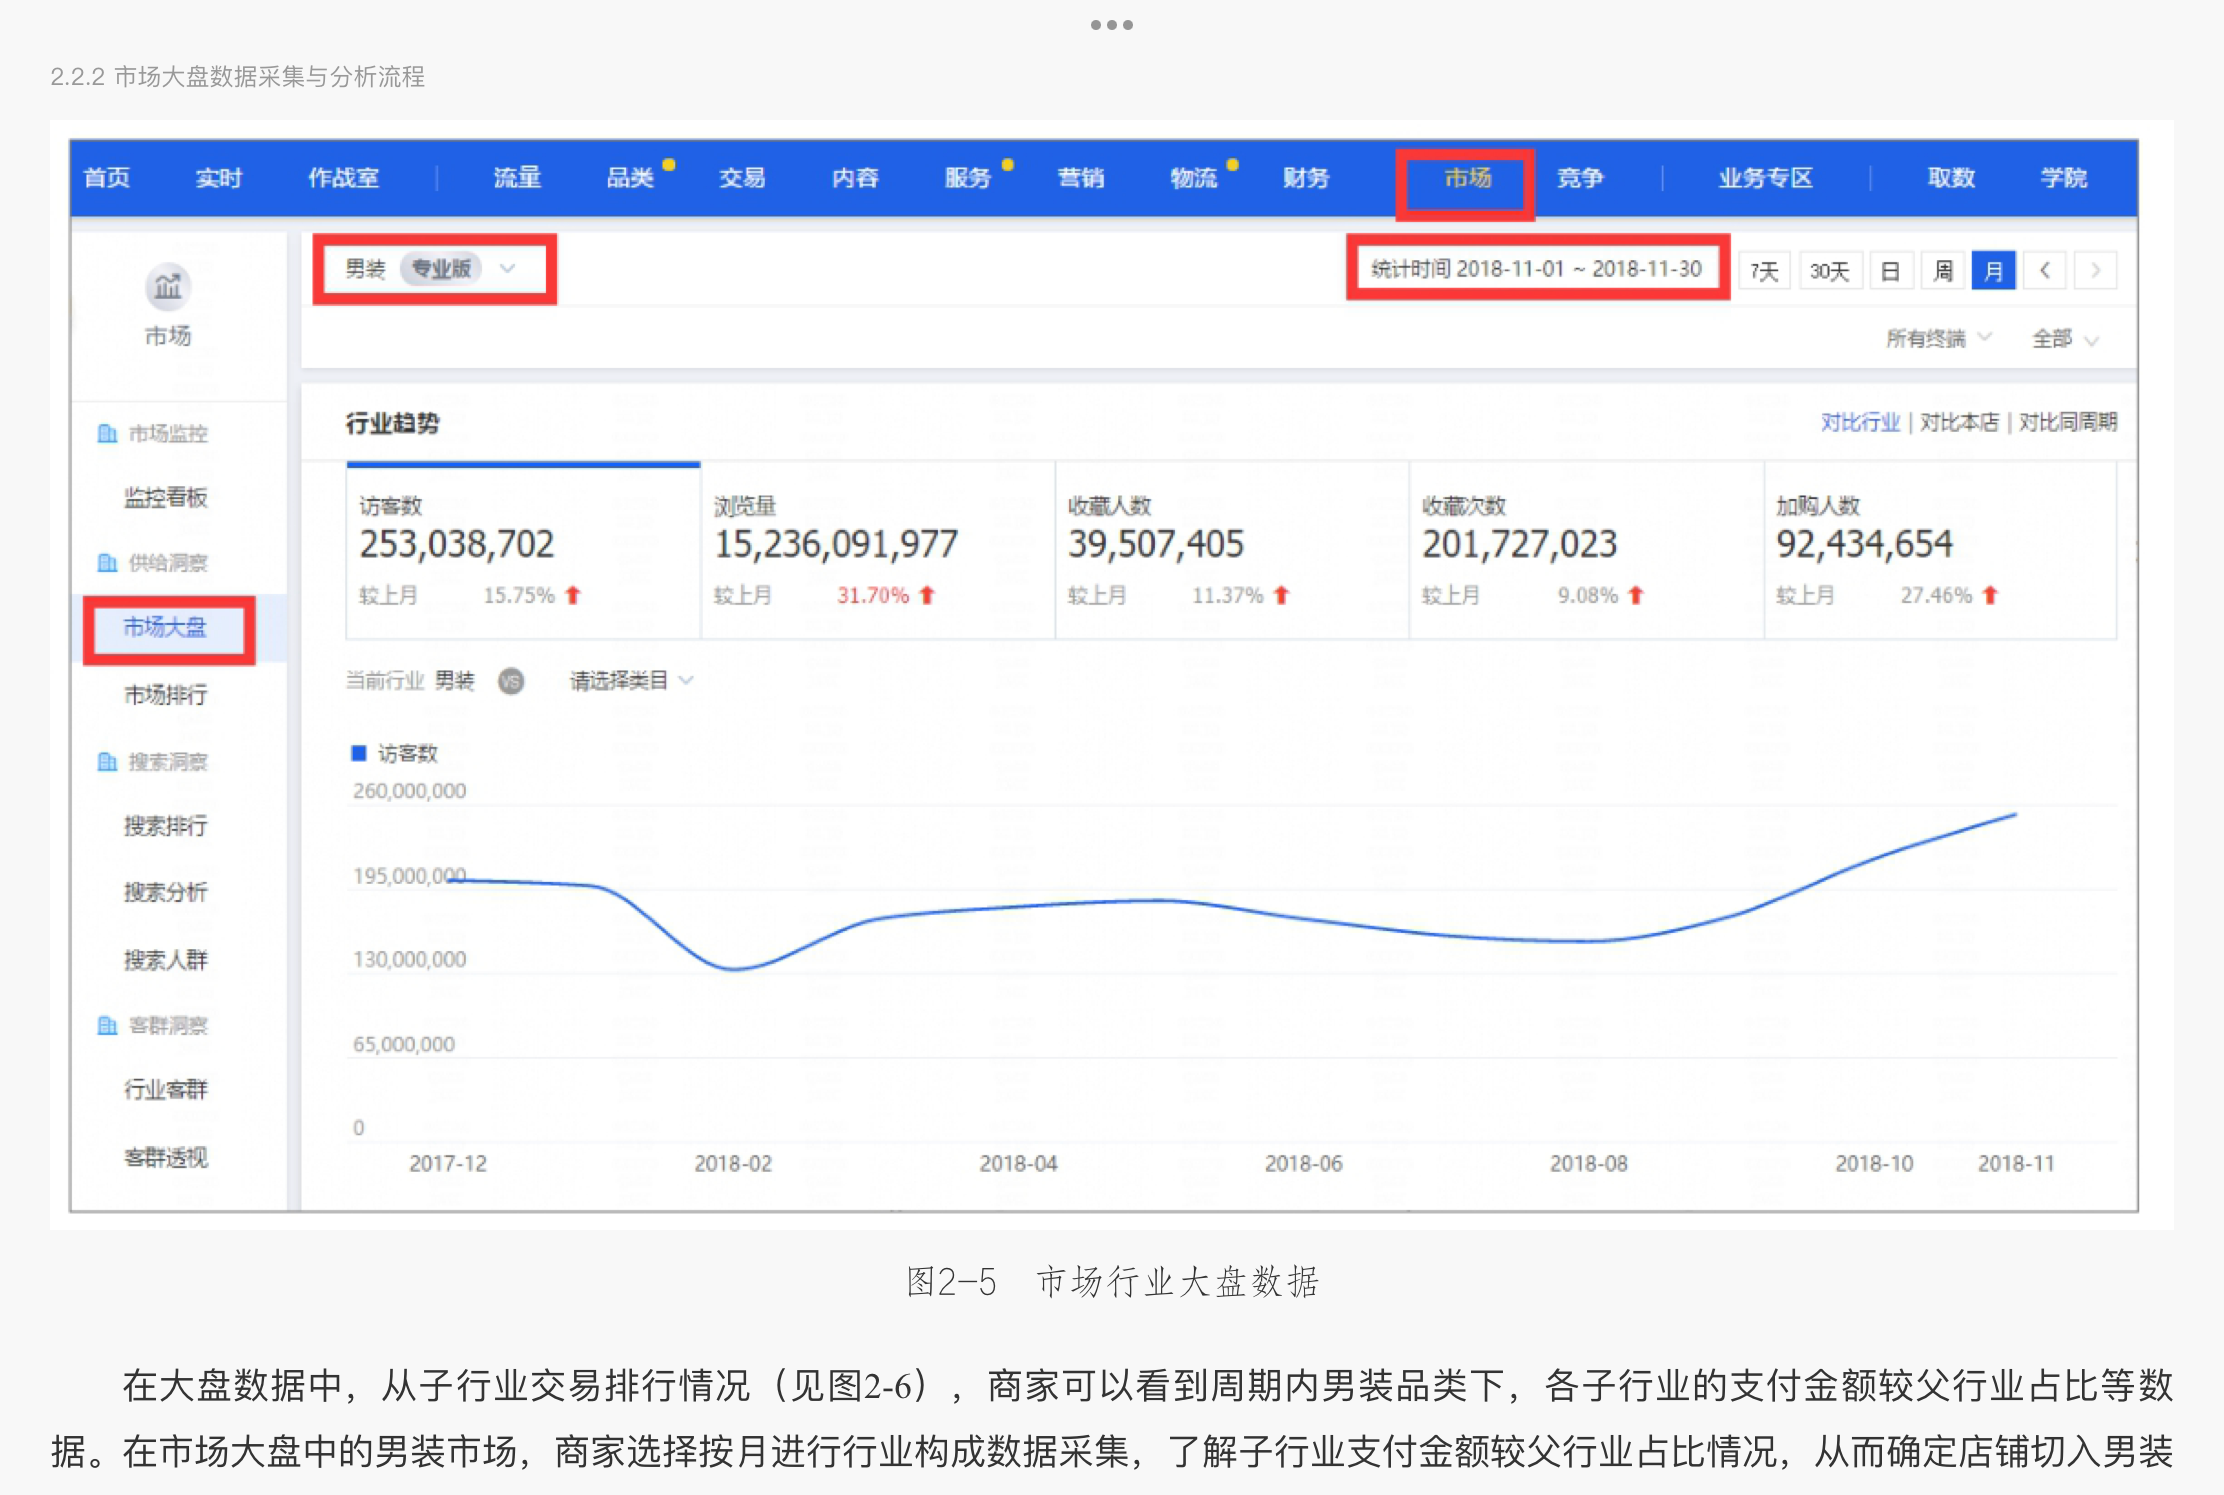 2.2.2 市场大盘数据采集与分析流程
首页 实时 作战室 流量 品类 交易 内容 服务 营销 物流 财务 市场 竞争 业务专区 取数 学院
男装 专业版 统计时间 2018-11-01 ~ 2018-11-30 7天 30天 日 周 月
市场
所有终端 全部
行业趋势 对比行业 | 对比本店 | 对比同周期
市场监控
监控看板
供给洞察
市场大盘
市场排行
搜索洞察
搜索排行
搜索分析
搜索人群
客群洞察
行业客群
客群透视
访客数 浏览量 收藏人数 收藏次数 加购人数
253,038,702 15,236,091,977 39,507,405 201,727,023 92,434,654
较上月 15.75% 较上月 31.70% 较上月 11.37% 较上月 9.08% 较上月 27.46%
当前行业 男装 VS 请选择类目
访客数
260,000,000
195,000,000
130,000,000
65,000,000
0
2017-12 2018-02 2018-04 2018-06 2018-08 2018-10 2018-11
图2-5 市场行业大盘数据
在大盘数据中，从子行业交易排行情况（见图2-6），商家可以看到周期内男装品类下，各子行业的支付金额较父行业占比等数
据。在市场大盘中的男装市场，商家选择按月进行行业构成数据采集，了解子行业支付金额较父行业占比情况，从而确定店铺切入男装